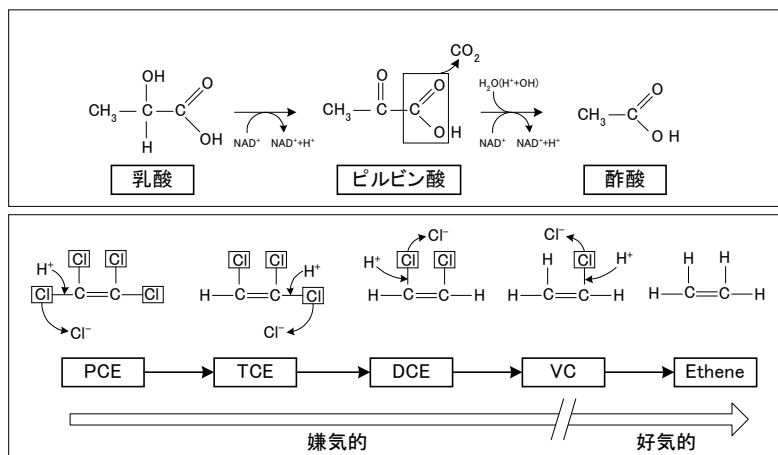 OH
O
CH₃
C
C
H
OH
NAD⁺
NAD⁺+H⁺
乳酸
CO₂
O
O
CH₃
C
C
O H
H₂O(H⁺+OH)
NAD⁺
NAD⁺+H⁺
ピルビン酸
O
CH₃
C
O H
酢酸
Cl
Cl
H⁺
Cl
C
C
Cl
Cl⁻
Cl
Cl
H⁺
H
C
C
Cl
Cl⁻
Cl⁻
H⁺
Cl
Cl
H
C
C
H
Cl⁻
H
Cl
H⁺
H
C
C
H
H
H
H
C
C
H
PCE
TCE
DCE
VC
Ethene
嫌気的
好気的